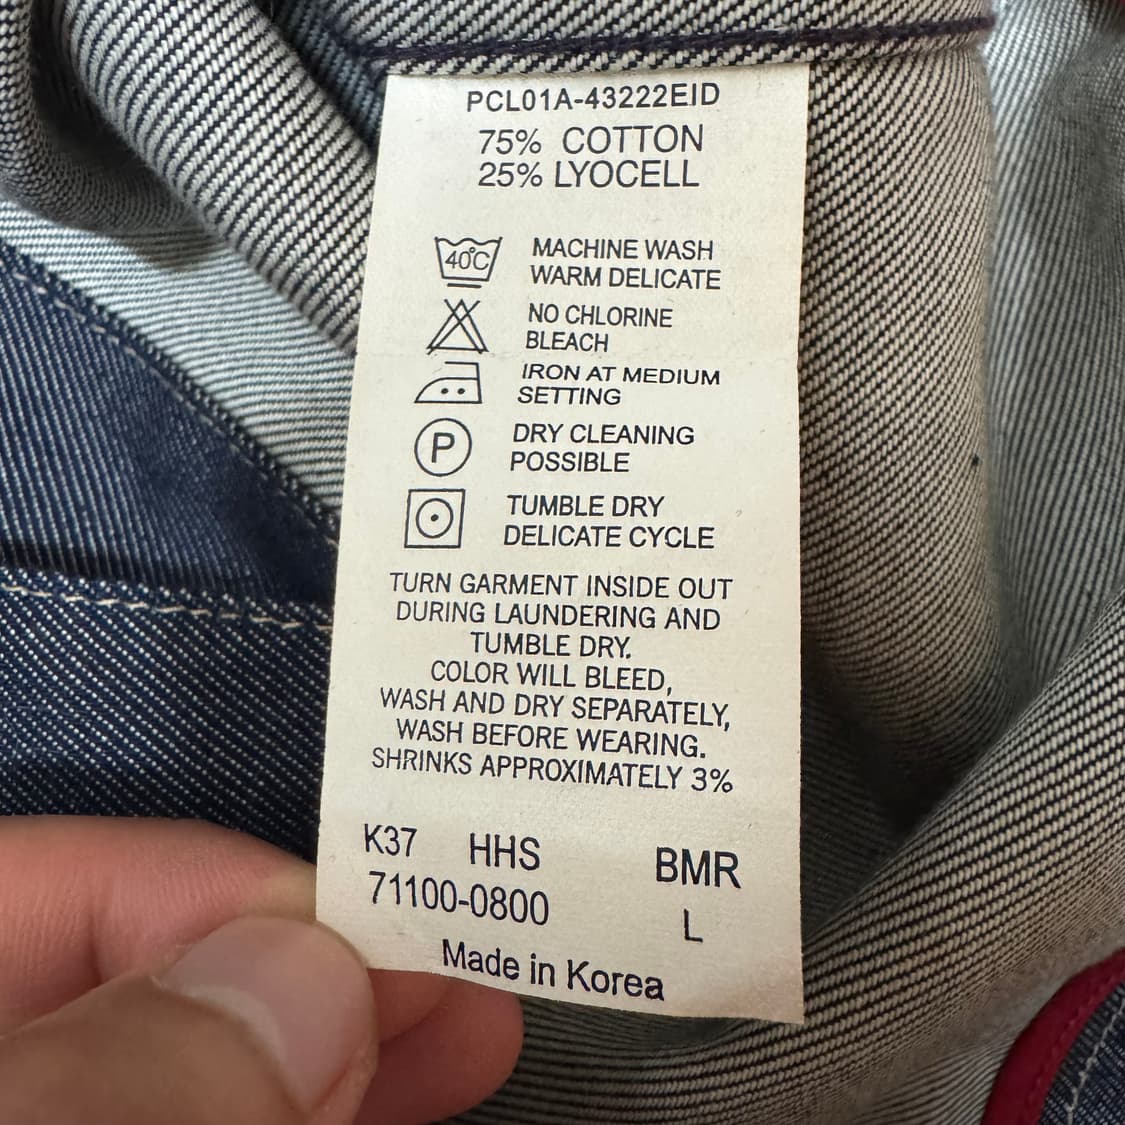 PCL01A-43222EID
75% COTTON
25% LYOCELL
40°C MACHINE WASH
WARM DELICATE
NO CHLORINE
BLEACH
IRON AT MEDIUM
SETTING
P DRY CLEANING
POSSIBLE
TUMBLE DRY
DELICATE CYCLE
TURN GARMENT INSIDE OUT
DURING LAUNDERING AND
TUMBLE DRY.
COLOR WILL BLEED,
WASH AND DRY SEPARATELY,
WASH BEFORE WEARING.
SHRINKS APPROXIMATELY 3%
K37 HHS BMR
71100-0800 L
Made in Korea